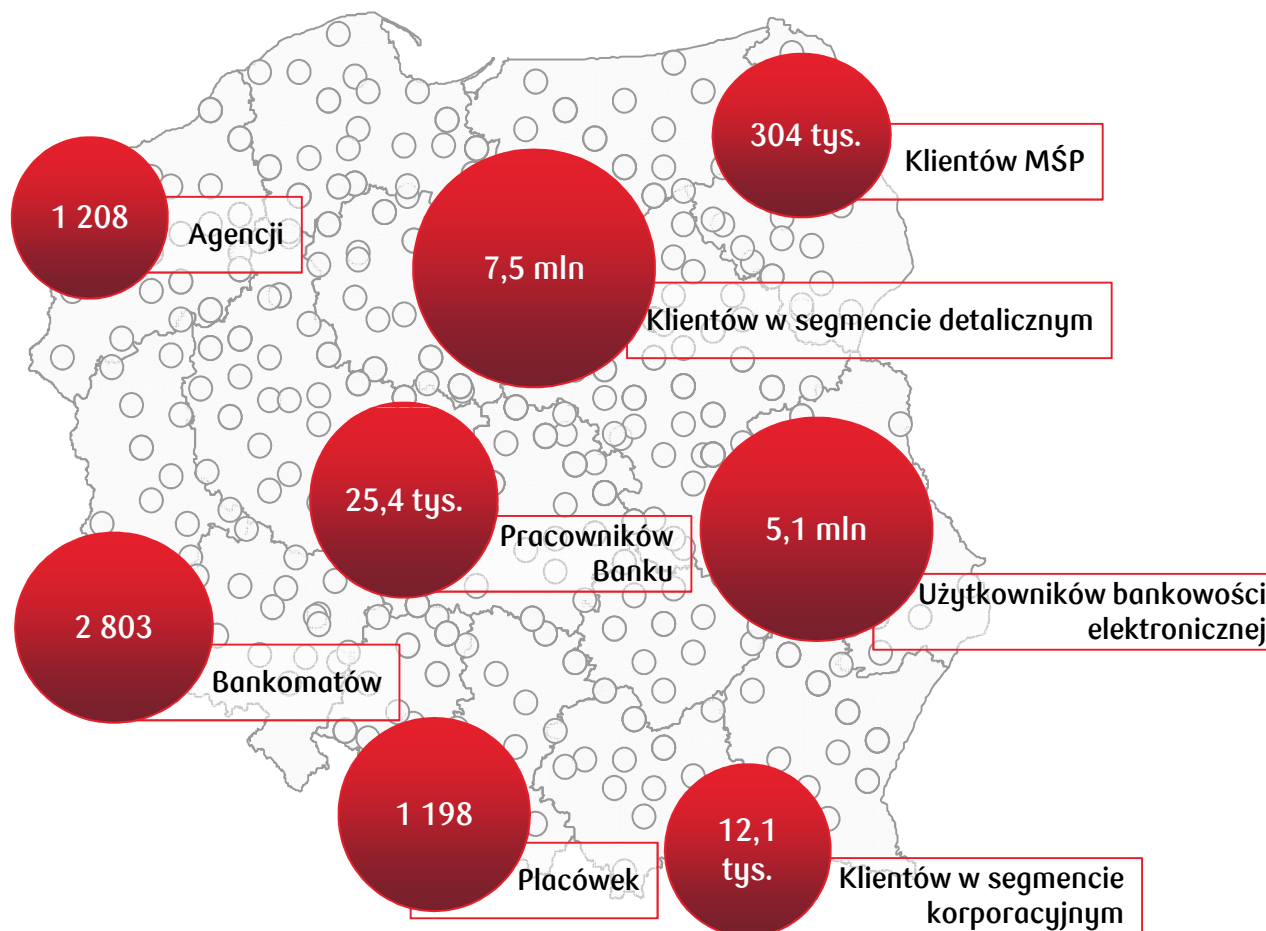 304 tys.
Klientów MŚP
1 208
Agencji
7,5 mln
Klientów w segmencie detalicznym
25,4 tys.
Pracowników
Banku
5,1 mln
Użytkowników bankowości
elektronicznej
2 803
Bankomatów
1 198
Placówek
12,1
tys.
Klientów w segmencie
korporacyjnym